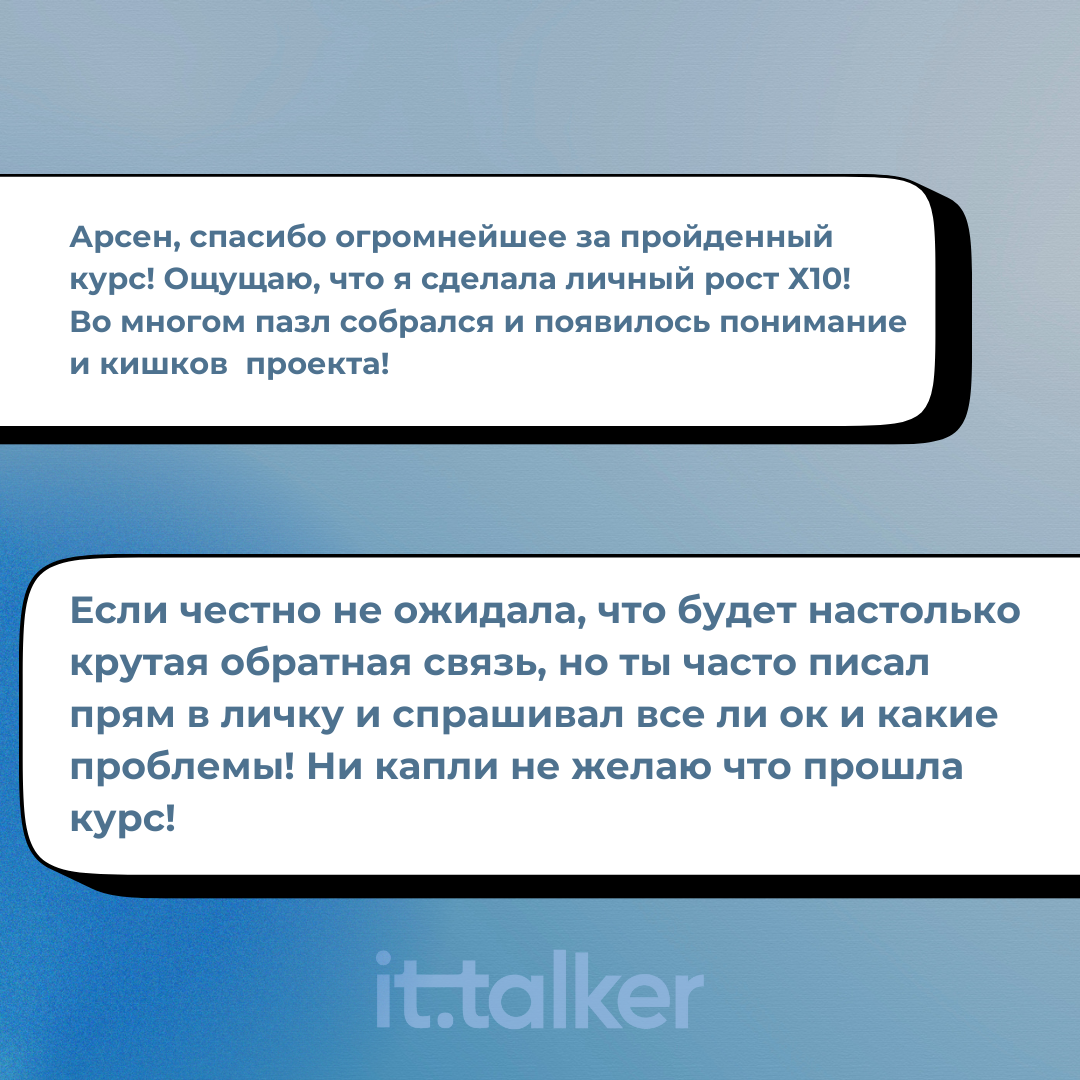 Арсен, спасибо огромнейшее за пройденный
курс! Ощущаю, что я сделала личный рост Х10!
Во многом пазл собрался и появилось понимание
и кишков  проекта!
Если честно не ожидала, что будет настолько
крутая обратная связь, но ты часто писал
прям в личку и спрашивал все ли ок и какие
проблемы! Ни капли не желаю что прошла
курс!
it.talker